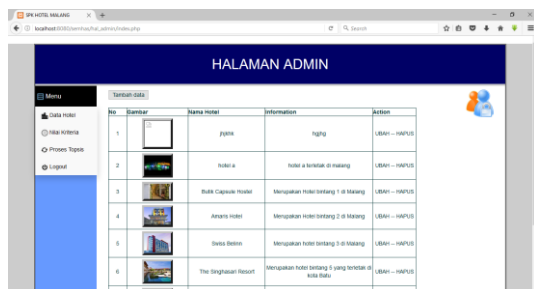 SPK HOTEL MALANG
localhost:8080/semhas/hal_admin/index.php
Search
HALAMAN ADMIN
Menu
Data Hotel
Nilai Kriteria
Proses Topsis
Logout
Tambah data
No Gambar Nama Hotel Information Action
1 hgjhg UBAH -- HAPUS
2 hotel a hotel a terletak di malang UBAH -- HAPUS
3 Butik Capsule Hostel Merupakan Hotel bintang 1 di Malang UBAH -- HAPUS
4 Amaris Hotel Merupakan Hotel bintang 2 di Malang UBAH -- HAPUS
5 Swiss Belinn Merupakan hotel bintang 3 di Malang UBAH -- HAPUS
6 The Singhasari Resort Merupakan hotel bintang 5 yang terletak di
kota Batu UBAH -- HAPUS